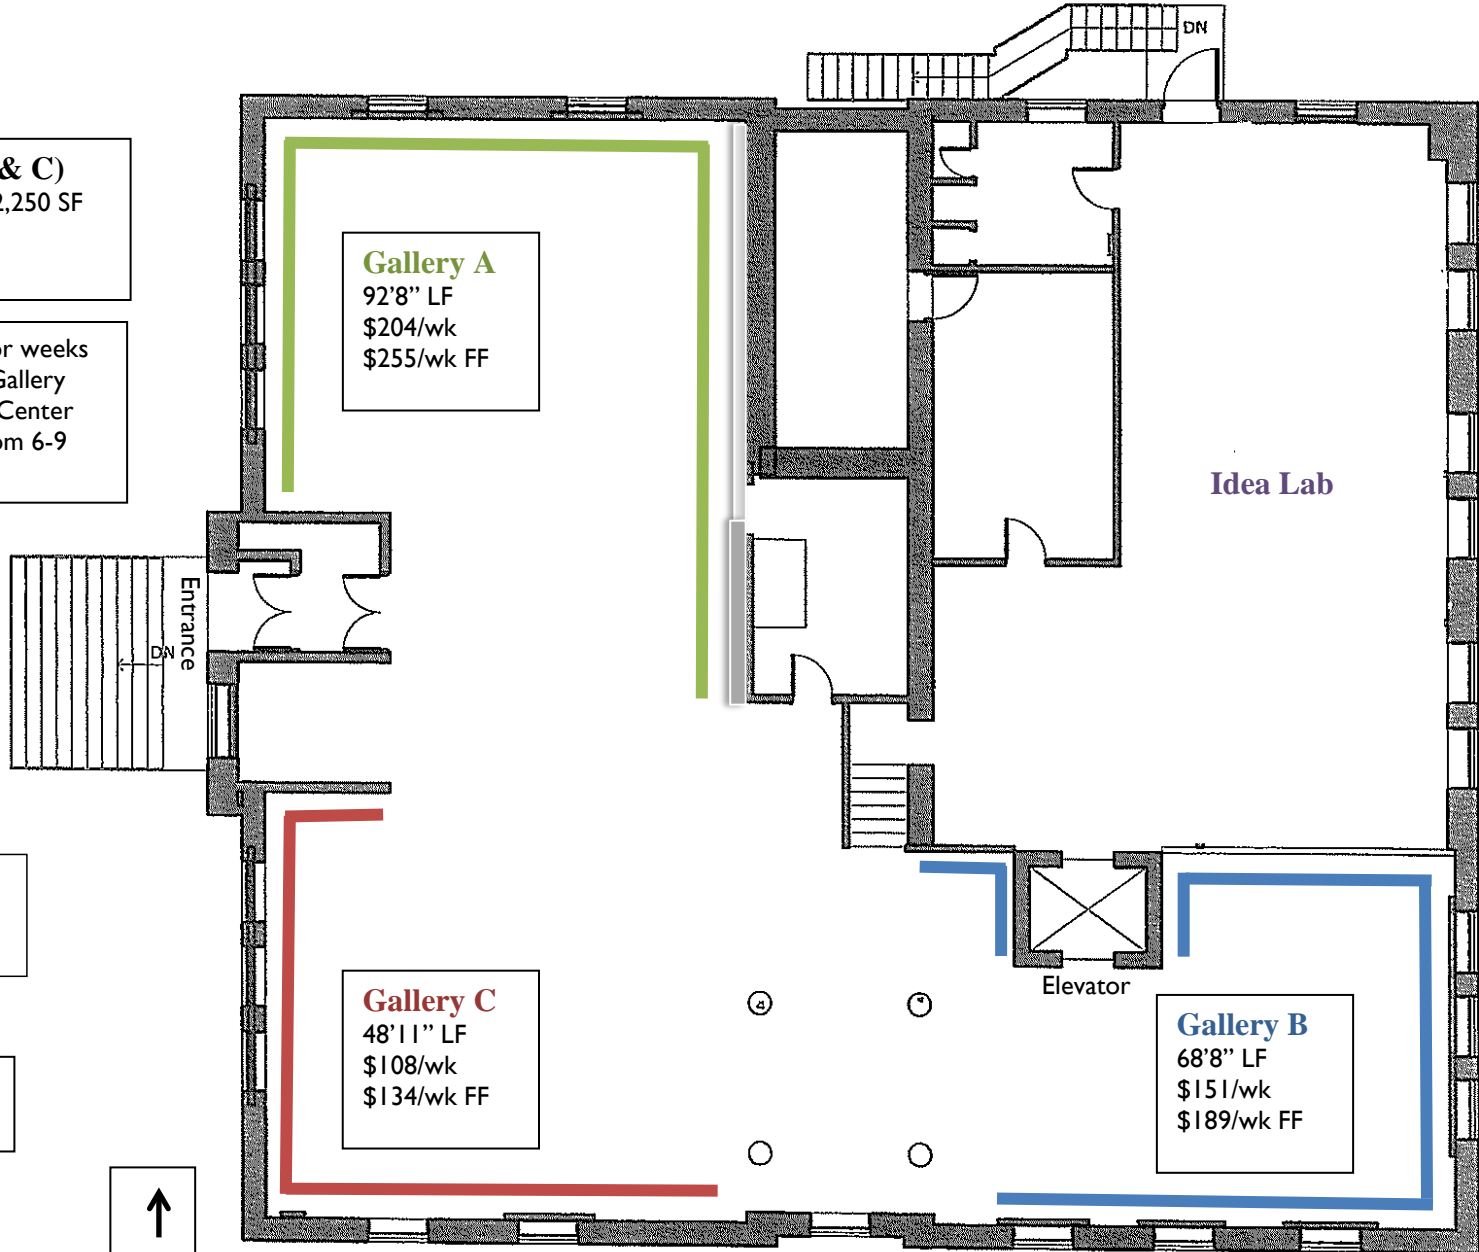 DN
& C)
2,250 SF
or weeks
Gallery
Center
om 6-9
Gallery A
92'8" LF
$204/wk
$255/wk FF
Idea Lab
Entrance
DN
Gallery C
48'11" LF
$108/wk
$134/wk FF
Elevator
Gallery B
68'8" LF
$151/wk
$189/wk FF